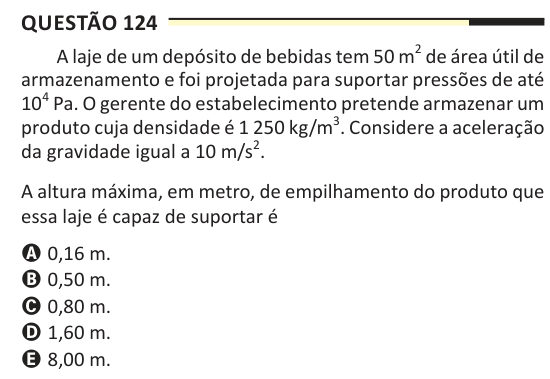 QUESTÃO 124
A laje de um depósito de bebidas tem 50 m² de área útil de
armazenamento e foi projetada para suportar pressões de até
10⁴ Pa. O gerente do estabelecimento pretende armazenar um
produto cuja densidade é 1 250 kg/m³. Considere a aceleração
da gravidade igual a 10 m/s².
A altura máxima, em metro, de empilhamento do produto que
essa laje é capaz de suportar é
A 0,16 m.
B 0,50 m.
C 0,80 m.
D 1,60 m.
E 8,00 m.